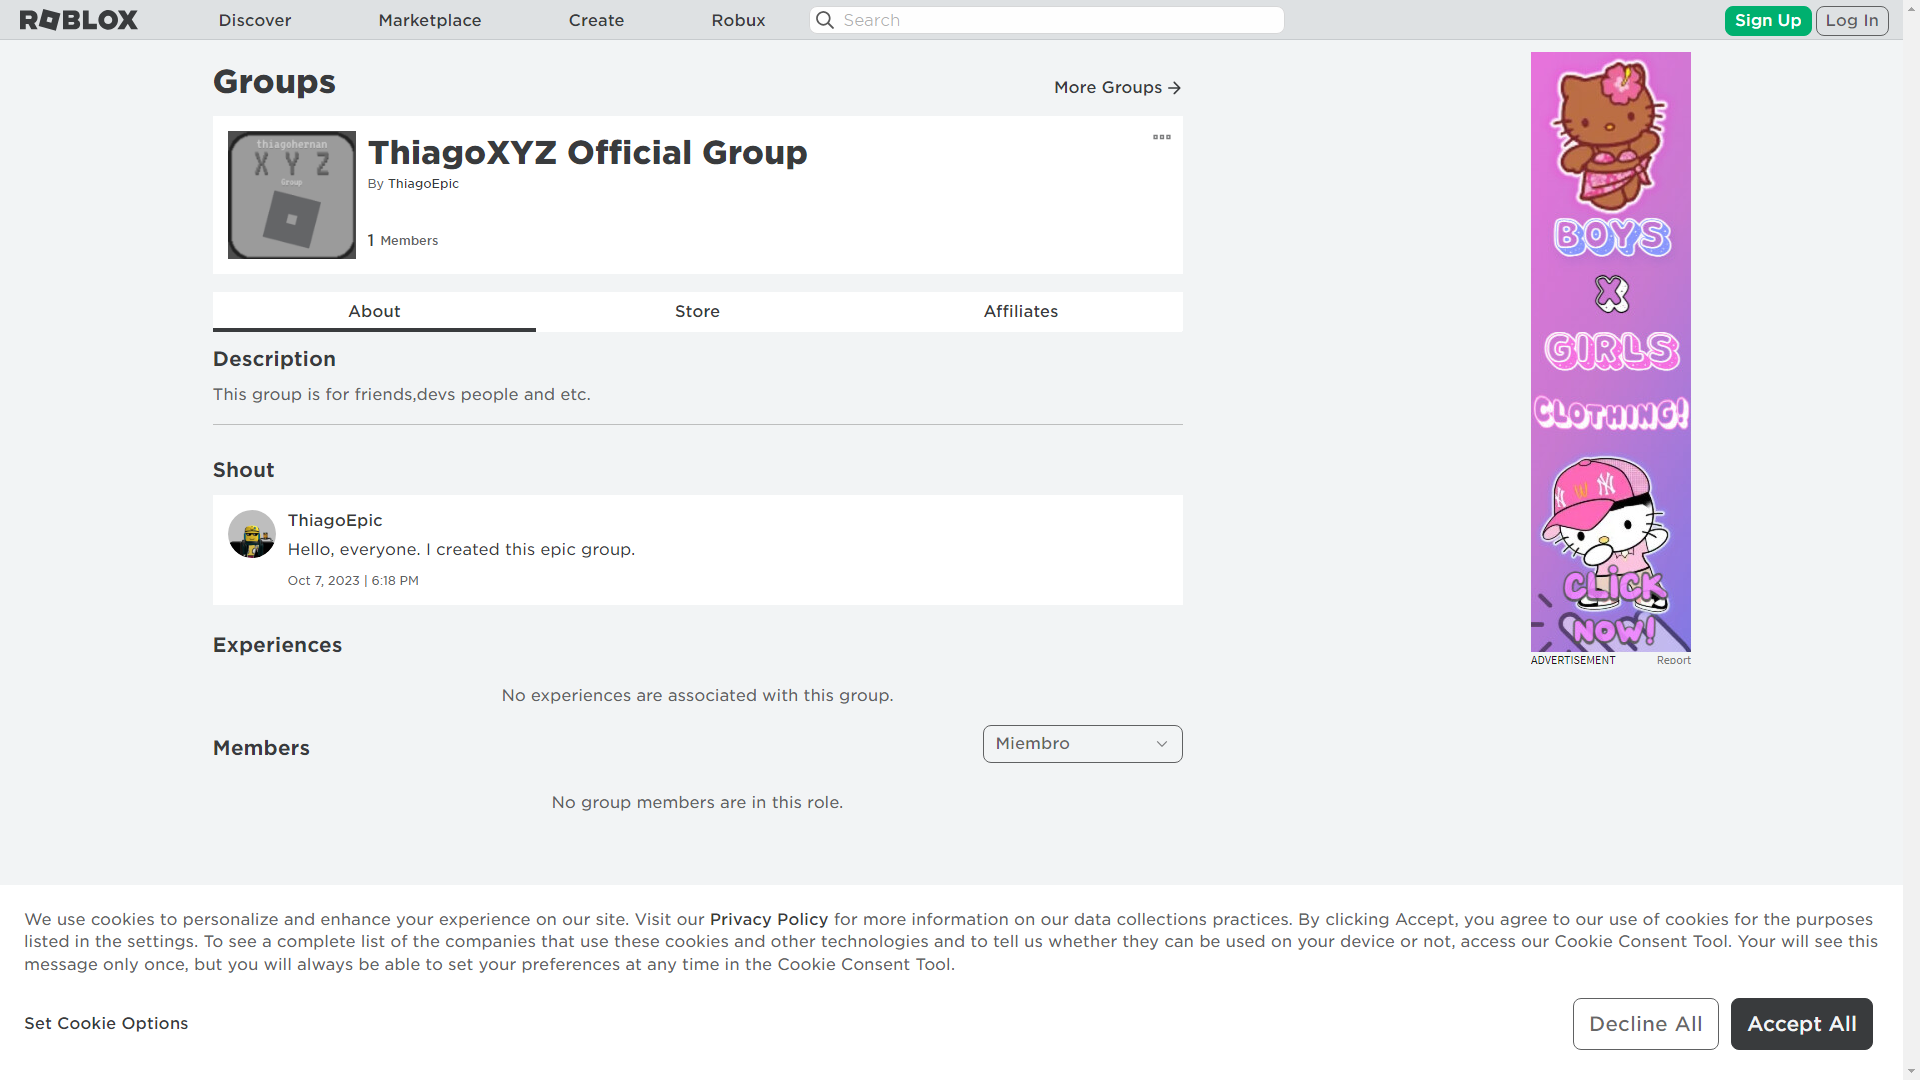 ROBLOX
Discover
Marketplace
Create
Robux
Search
Sign Up
Log In
Groups
More Groups
thiagohernan
X Y Z
Group
ThiagoXYZ Official Group
By ThiagoEpic
1 Members
About
Store
Affiliates
Description
This group is for friends,devs people and etc.
Shout
ThiagoEpic
Hello, everyone. I created this epic group.
Oct 7, 2023 | 6:18 PM
Experiences
No experiences are associated with this group.
Members
Miembro
No group members are in this role.
BOYS
X
GIRLS
CLOTHING!
W NY
CLICK
NOW!
ADVERTISEMENT
Report
We use cookies to personalize and enhance your experience on our site. Visit our Privacy Policy for more information on our data collections practices. By clicking Accept, you agree to our use of cookies for the purposes
listed in the settings. To see a complete list of the companies that use these cookies and other technologies and to tell us whether they can be used on your device or not, access our Cookie Consent Tool. Your will see this
message only once, but you will always be able to set your preferences at any time in the Cookie Consent Tool.
Set Cookie Options
Decline All
Accept All